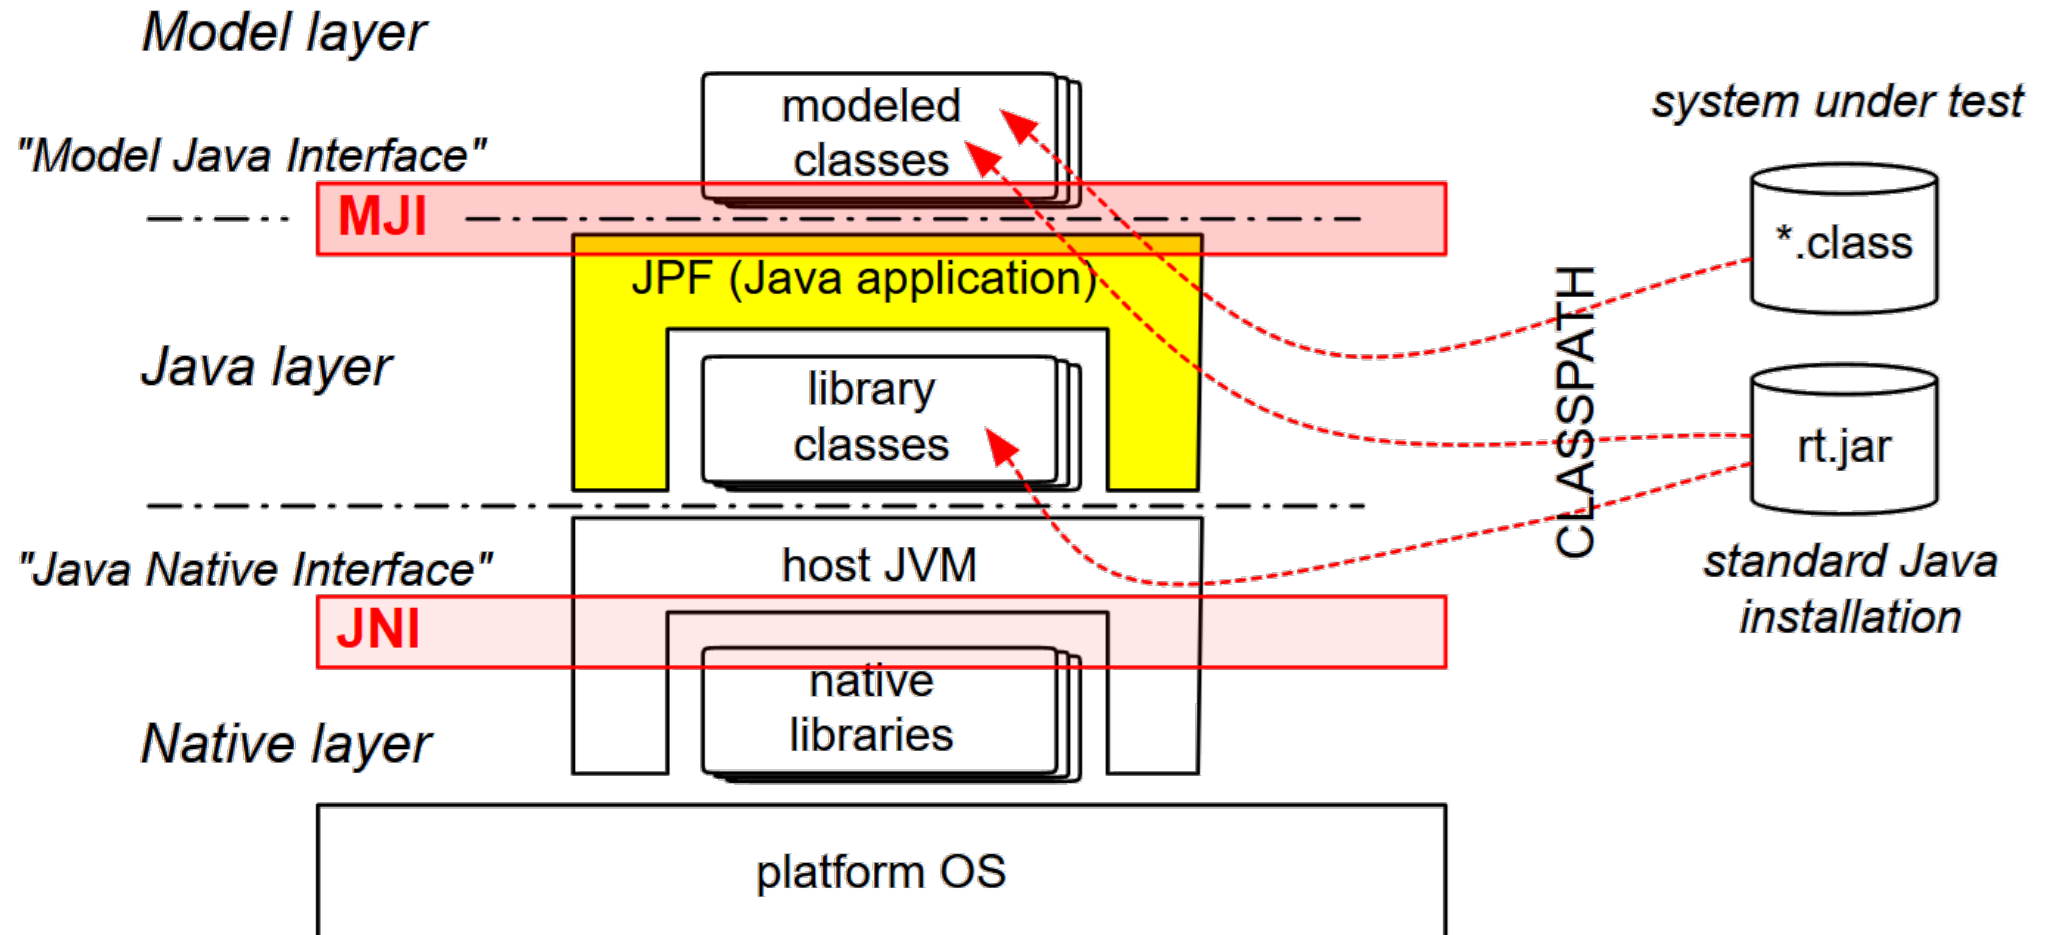 Model layer
modeled
classes
system under test
"Model Java Interface"
MJI
*.class
JPF (Java application)
Java layer
library
classes
CLASSPATH
rt.jar
"Java Native Interface"
host JVM
standard Java
installation
JNI
native
libraries
Native layer
platform OS